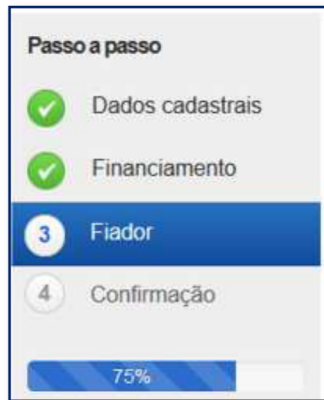 Passo a passo
Dados cadastrais
Financiamento
3 Fiador
4 Confirmação
75%